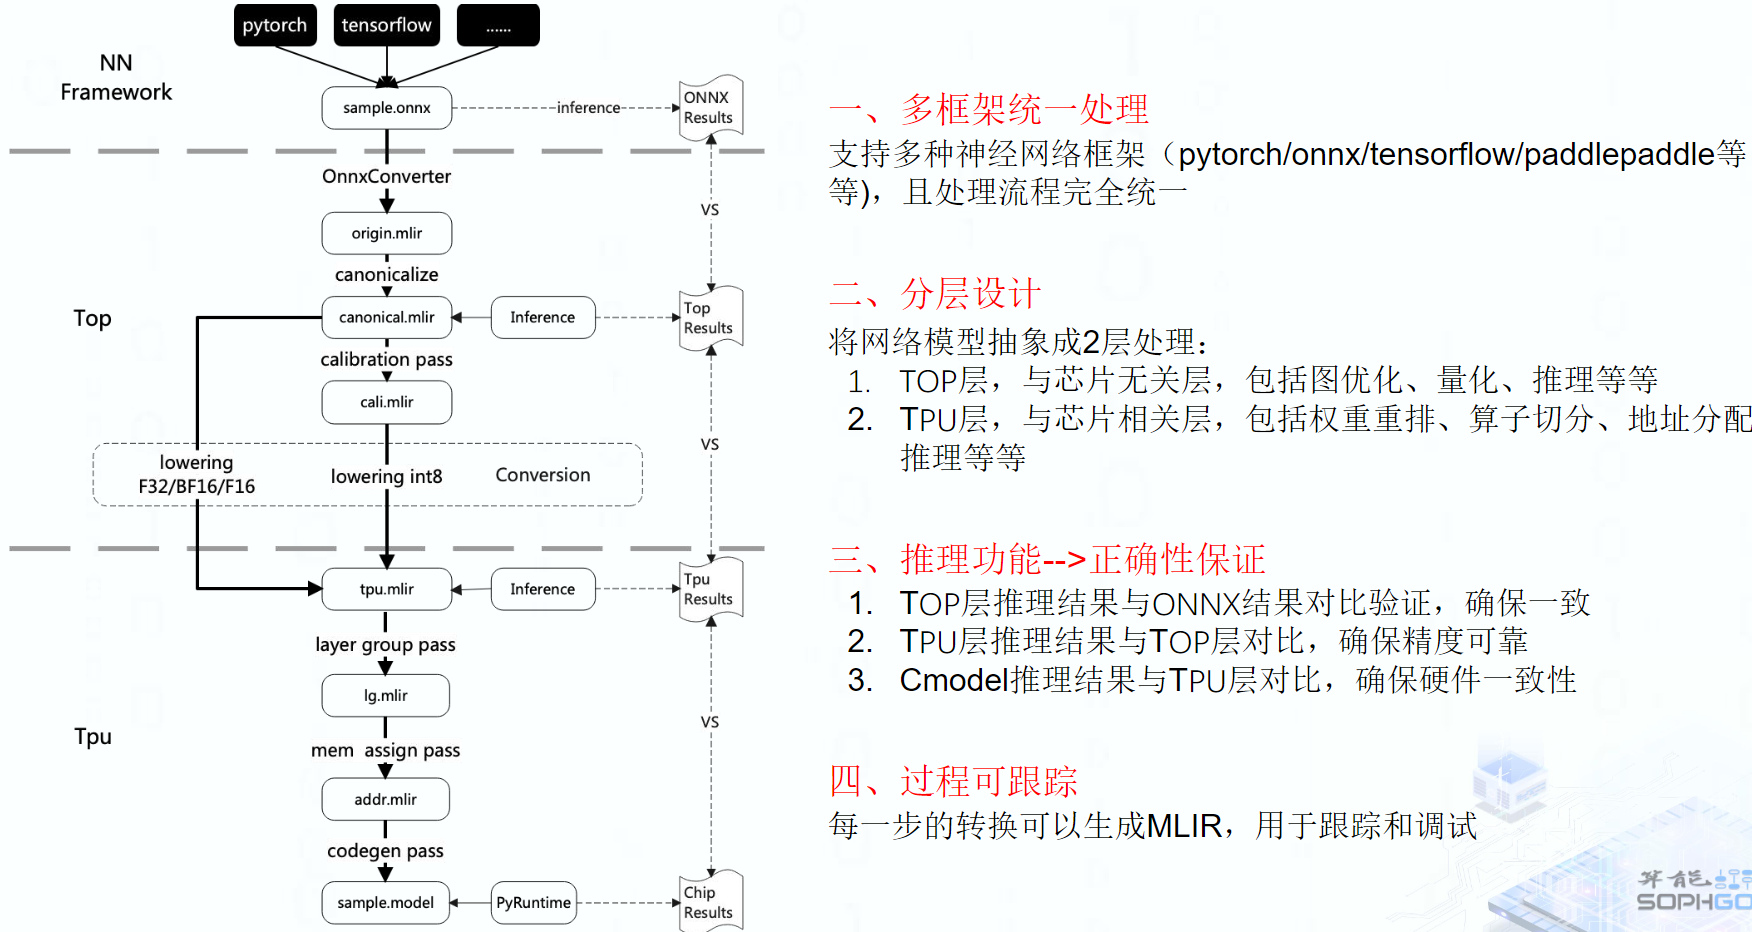 pytorch
tensorflow
......
NN
Framework
sample.onnx
inference
ONNX
Results
OnnxConverter
VS
origin.mlir
canonicalize
Top
canonical.mlir
Inference
Top
Results
calibration pass
cali.mlir
VS
lowering
F32/BF16/F16
lowering int8
Conversion
tpu.mlir
Inference
Tpu
Results
layer group pass
lg.mlir
VS
Tpu
mem assign pass
addr.mlir
codegen pass
sample.model
PyRuntime
Chip
Results
一、多框架统一处理
支持多种神经网络框架（pytorch/onnx/tensorflow/paddlepaddle等
等)，且处理流程完全统一
二、分层设计
将网络模型抽象成2层处理：
1. TOP层，与芯片无关层，包括图优化、量化、推理等等
2. TPU层，与芯片相关层，包括权重重排、算子切分、地址分配
推理等等
三、推理功能-->正确性保证
1. TOP层推理结果与ONNX结果对比验证，确保一致
2. TPU层推理结果与TOP层对比，确保精度可靠
3. Cmodel推理结果与TPU层对比，确保硬件一致性
四、过程可跟踪
每一步的转换可以生成MLIR，用于跟踪和调试
算能
SOPHGO